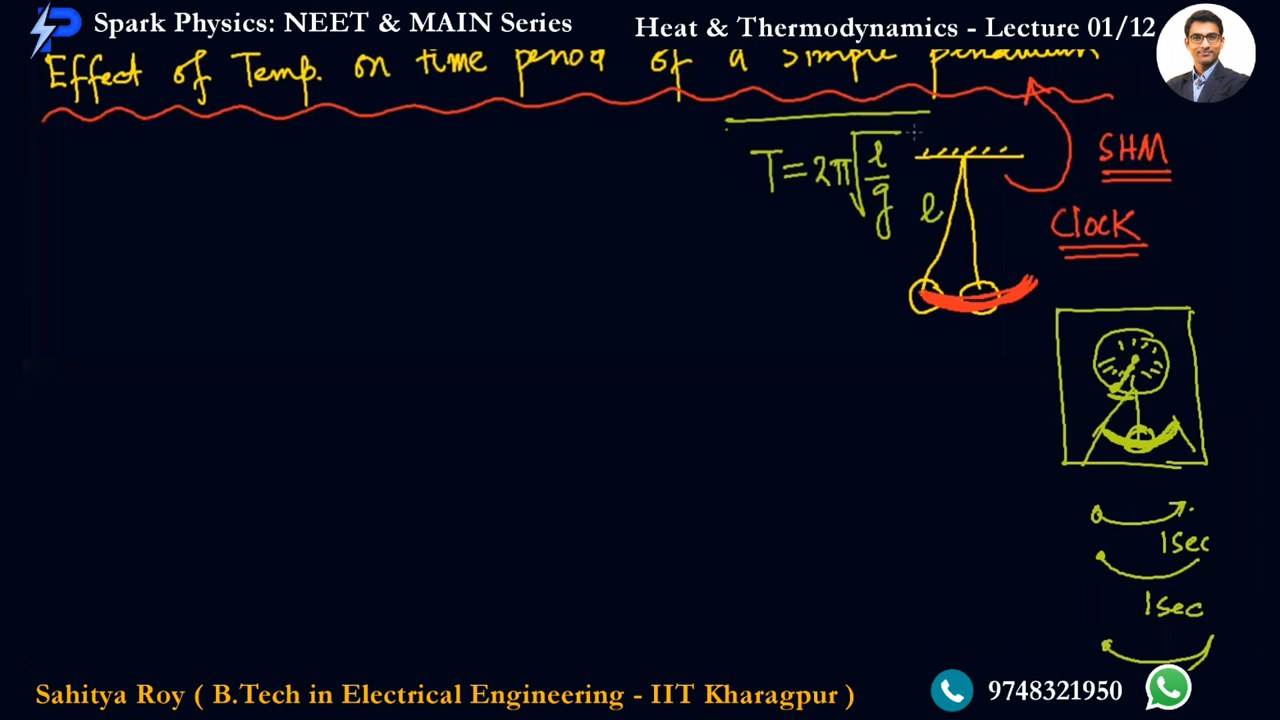 Spark Physics: NEET & MAIN Series
Heat & Thermodynamics - Lecture 01/12
Effect of Temp. on time period of a simple pendulum
T = 2π√(l/g)
l
SHM
Clock
1sec
1sec
Sahitya Roy ( B.Tech in Electrical Engineering - IIT Kharagpur )
9748321950